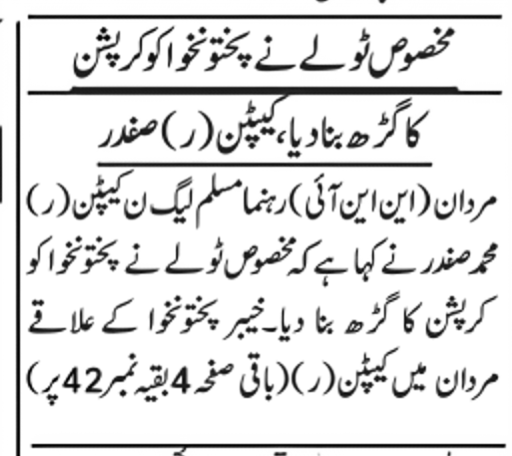 مخصوص ٹولے نے پختونخوا کو کرپشن
کا گڑھ بنادیا، کیپٹن (ر) صفدر
مردان (این این آئی) رہنما مسلم لیگ ن کیپٹن (ر)
محمد صفدر نے کہا ہے کہ مخصوص ٹولے نے پختونخوا کو
کرپشن کا گڑھ بنا دیا۔ خیبر پختونخوا کے علاقے
مردان میں کیپٹن (ر) (باقی صفحہ 4 بقیہ نمبر 42 پر)